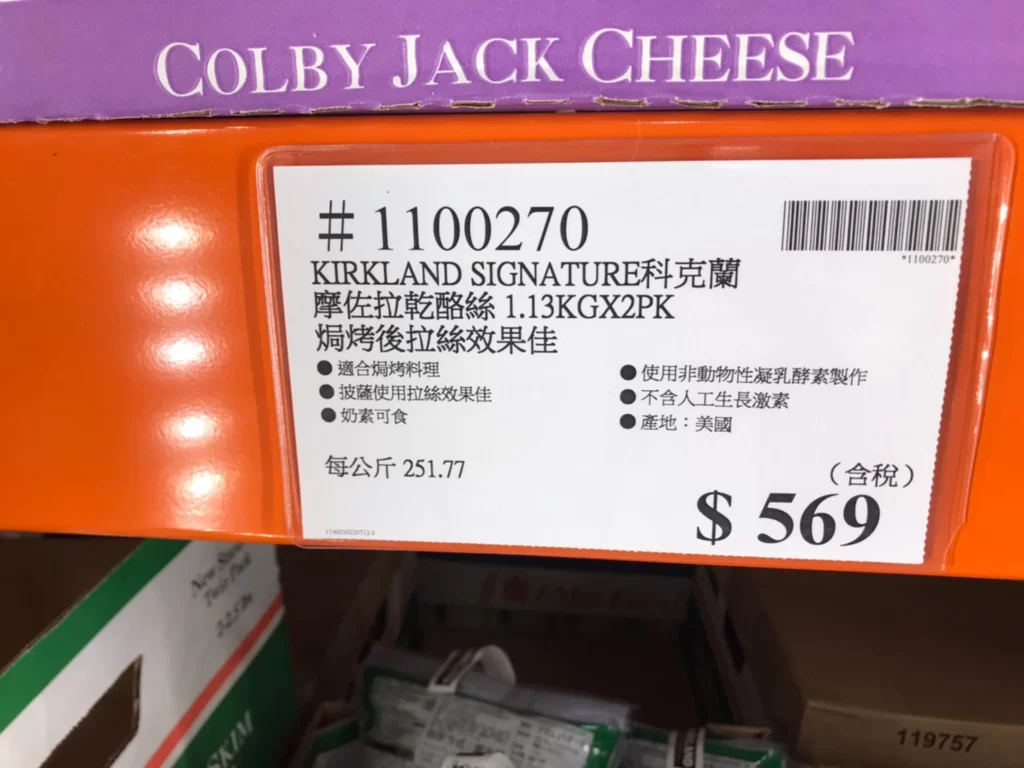 COLBY JACK CHEESE
# 1100270
*1100270*
KIRKLAND SIGNATURE科克蘭
摩佐拉乾酪絲 1.13KGX2PK
焗烤後拉絲效果佳
● 適合焗烤料理
● 披薩使用拉絲效果佳
● 奶素可食
● 使用非動物性凝乳酵素製作
● 不含人工生長激素
● 產地：美國
每公斤 251.77
（含稅）
$ 569
Twin Pack
SKIM
119757